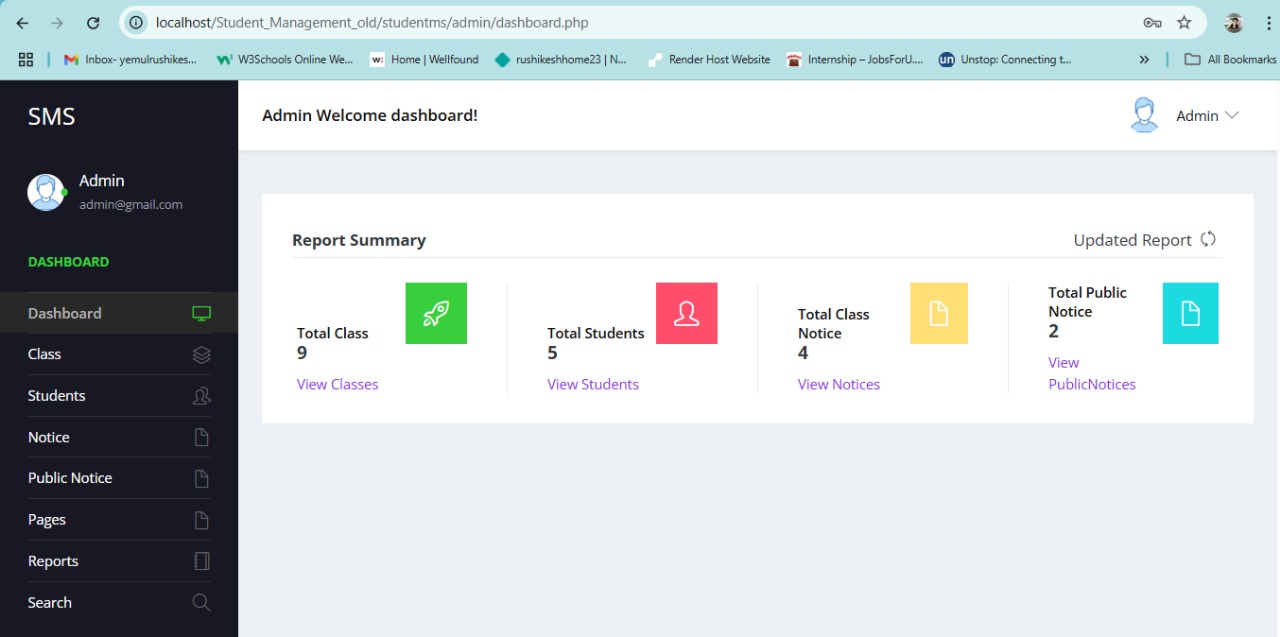 localhost/Student_Management_old/studentms/admin/dashboard.php
Inbox- yemulrushikes...
W3Schools Online We...
w:
Home | Wellfound
rushikeshhome23 | N...
Render Host Website
Internship – JobsForU....
un
Unstop: Connecting t...
»
All Bookmarks
SMS
Admin Welcome dashboard!
Admin
Admin
admin@gmail.com
DASHBOARD
Dashboard
Class
Students
Notice
Public Notice
Pages
Reports
Search
Report Summary
Updated Report
Total Class
9
View Classes
Total Students
5
View Students
Total Class
Notice
4
View Notices
Total Public
Notice
2
View
PublicNotices